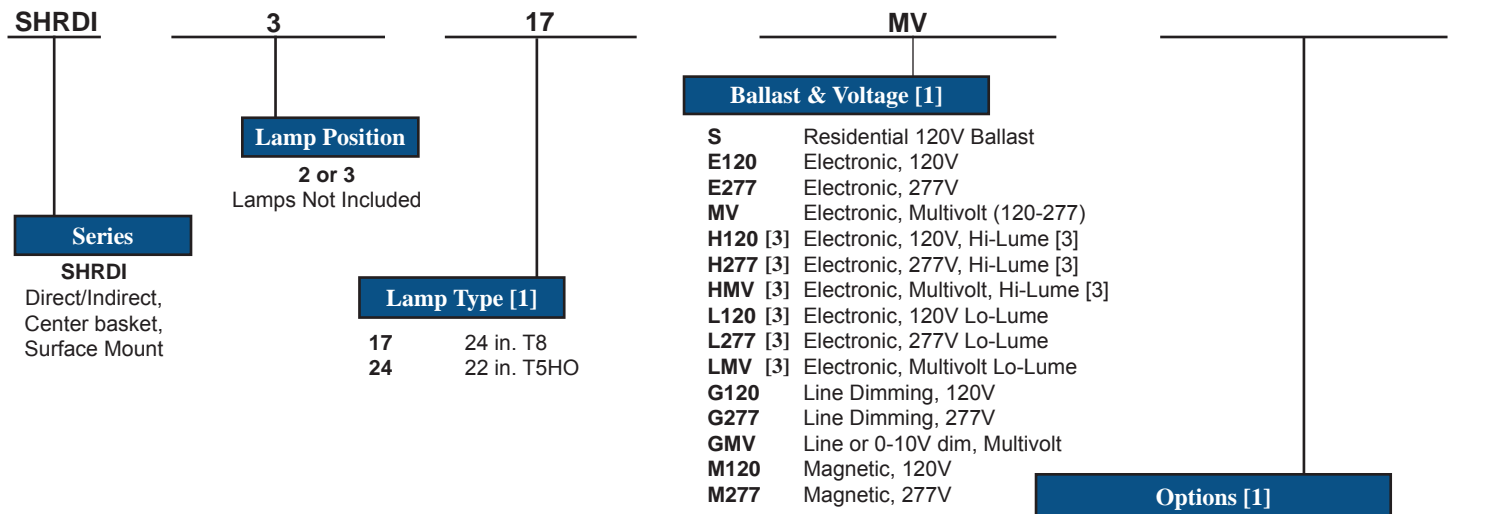 SHRDI 3 17 MV
Ballast & Voltage [1]
S Residential 120V Ballast
E120 Electronic, 120V
E277 Electronic, 277V
MV Electronic, Multivolt (120-277)
H120 [3] Electronic, 120V, Hi-Lume [3]
H277 [3] Electronic, 277V, Hi-Lume [3]
HMV [3] Electronic, Multivolt, Hi-Lume [3]
L120 [3] Electronic, 120V Lo-Lume
L277 [3] Electronic, 277V Lo-Lume
LMV [3] Electronic, Multivolt Lo-Lume
G120 Line Dimming, 120V
G277 Line Dimming, 277V
GMV Line or 0-10V dim, Multivolt
M120 Magnetic, 120V
M277 Magnetic, 277V
Lamp Position
2 or 3
Lamps Not Included
Series
SHRDI
Direct/Indirect,
Center basket,
Surface Mount
Lamp Type [1]
17 24 in. T8
24 22 in. T5HO
Options [1]